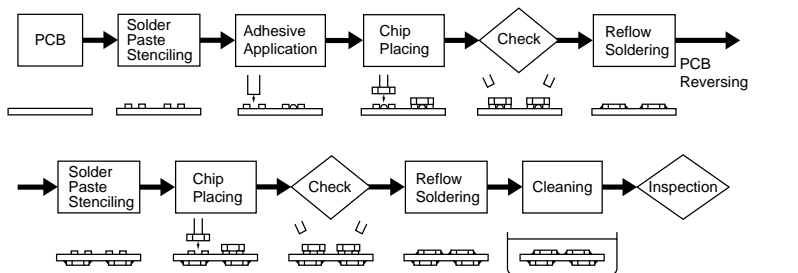 PCB
Solder
Paste
Stenciling
Adhesive
Application
Chip
Placing
Check
Reflow
Soldering
PCB
Reversing
Solder
Paste
Stenciling
Chip
Placing
Check
Reflow
Soldering
Cleaning
Inspection